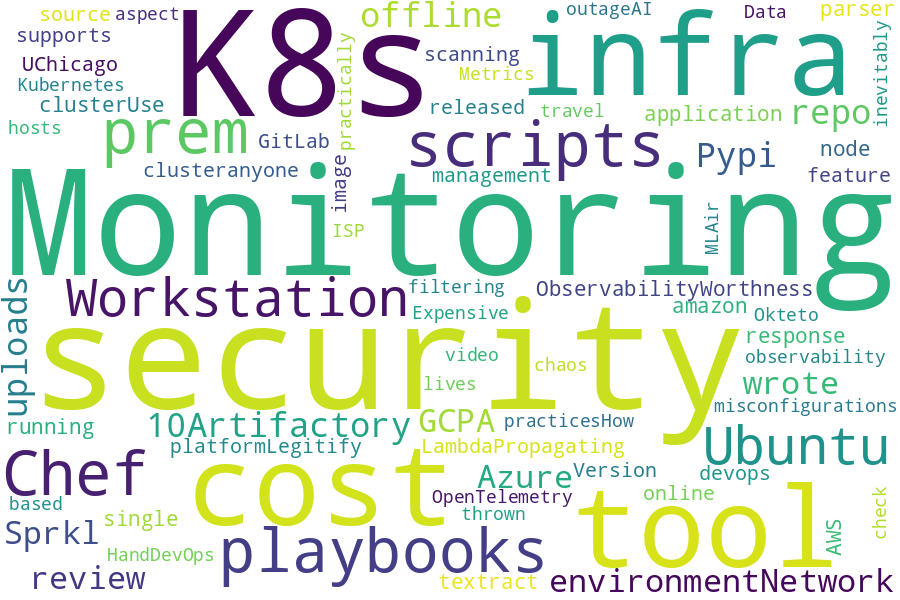 source aspect K8s offline outageAI Data parser
supports infra
UChicago scanning inevitably
Kubernetes practically Metrics
clusterUse released travel application repo
hosts prem GitLab scripts Pypi node
clusteranyone image management feature
Monitoring
ISP MLAir
Workstation filtering ObservabilityWorthness
uploads Expensive amazon Okteto
security video chaos response
observability
lives wrote
running 10Artifactory GCPA practicesHow misconfigurations
platformLegitify LambdaPropagating Ubuntu
Chef cost Azure Version devops
based OpenTelemetry tool online
Sprkl single thrown AWS check
HandDevOps playbooks
review textract environmentNetwork